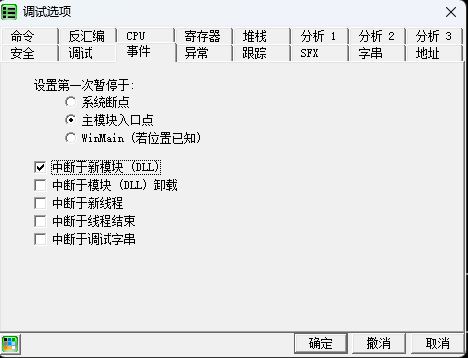 调试选项
命令 反汇编 CPU 寄存器 堆栈 分析 1 分析 2 分析 3
安全 调试 事件 异常 跟踪 SFX 字串 地址
设置第一次暂停于:
系统断点
主模块入口点
WinMain (若位置已知)
中断于新模块 (DLL)
中断于模块 (DLL) 卸载
中断于新线程
中断于线程结束
中断于调试字串
确定 撤消 取消